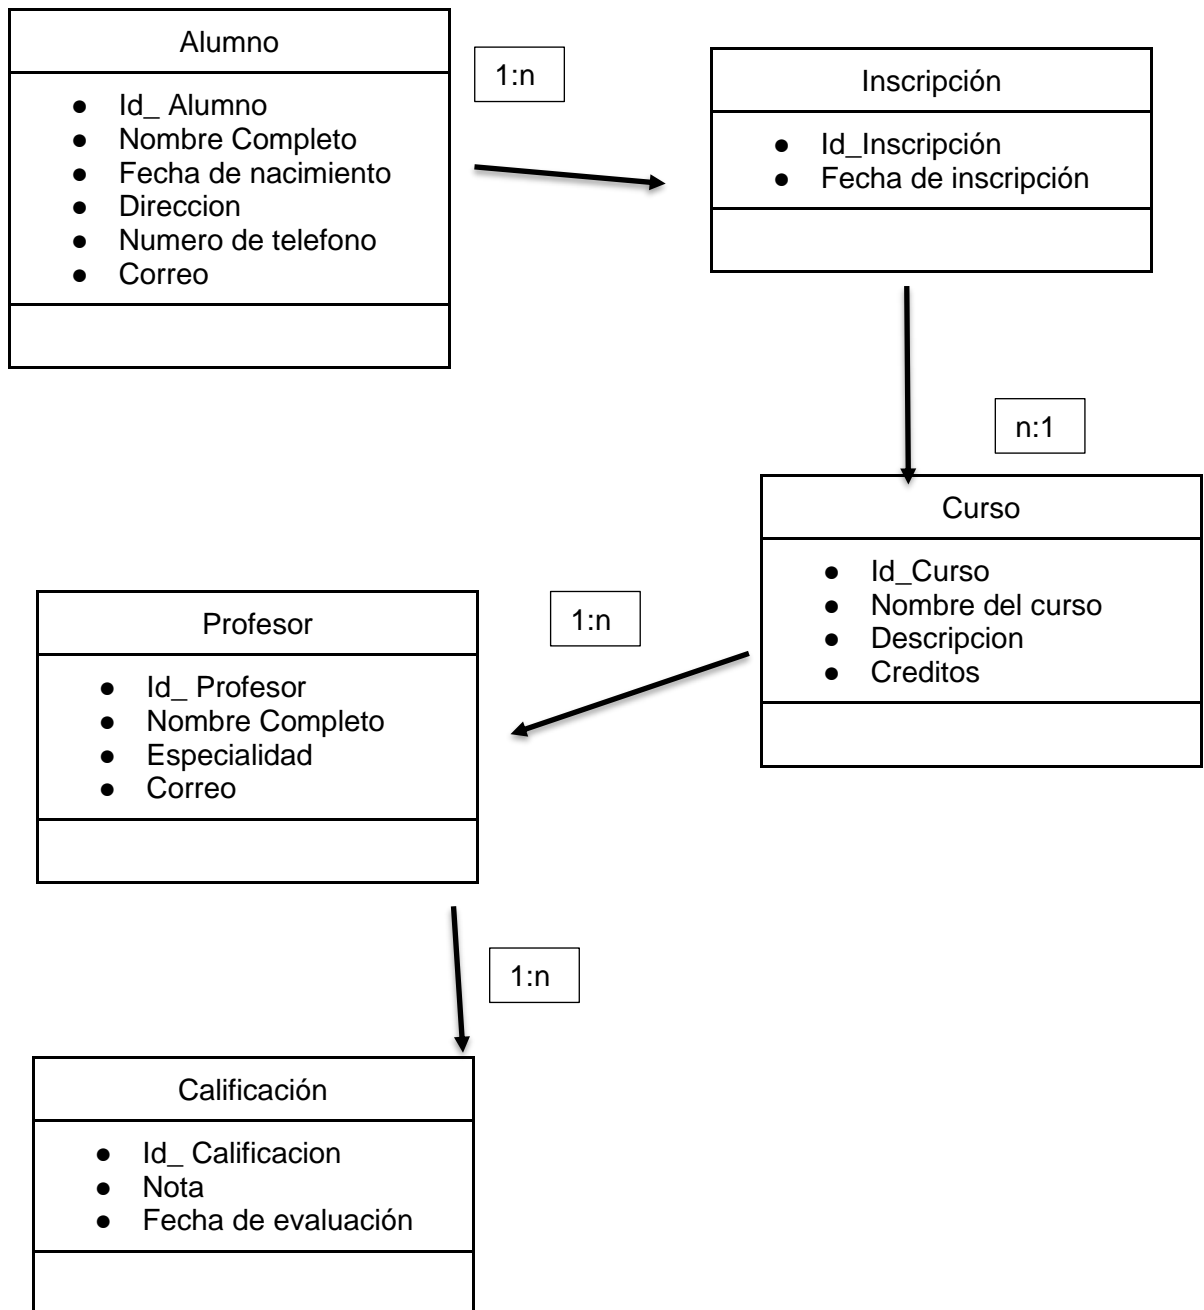 Alumno
● Id_ Alumno
● Nombre Completo
● Fecha de nacimiento
● Direccion
● Numero de telefono
● Correo
1:n
Inscripción
● Id_Inscripción
● Fecha de inscripción
n:1
Curso
● Id_Curso
● Nombre del curso
● Descripcion
● Creditos
1:n
Profesor
● Id_ Profesor
● Nombre Completo
● Especialidad
● Correo
1:n
Calificación
● Id_ Calificacion
● Nota
● Fecha de evaluación